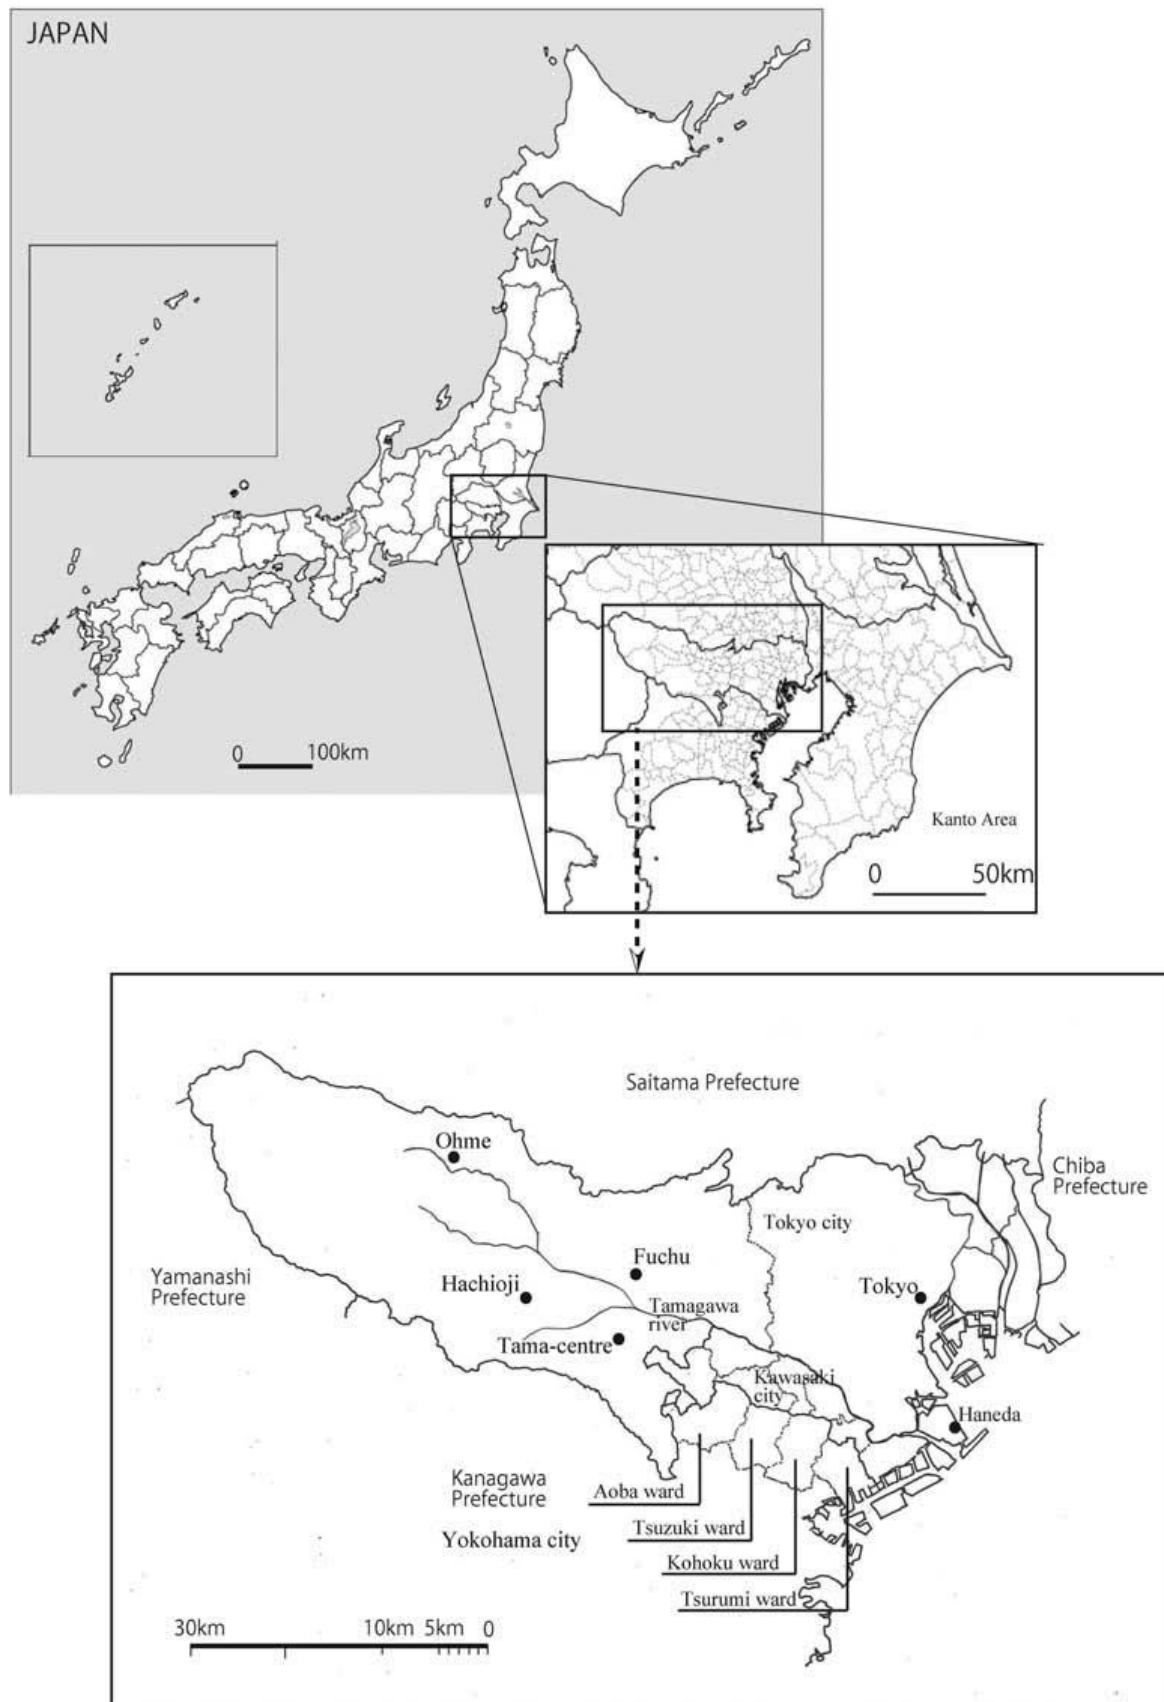 JAPAN
0 100km
Kanto Area
0 50km
Saitama Prefecture
Ohme
Chiba
Prefecture
Tokyo city
Yamanashi
Prefecture
Fuchu
Hachioji
Tokyo
Tamagawa
river
Tama-centre
Kawasaki
city
Haneda
Kanagawa
Prefecture
Aoba ward
Yokohama city
Tsuzuki ward
Kohoku ward
Tsurumi ward
30km 10km 5km 0